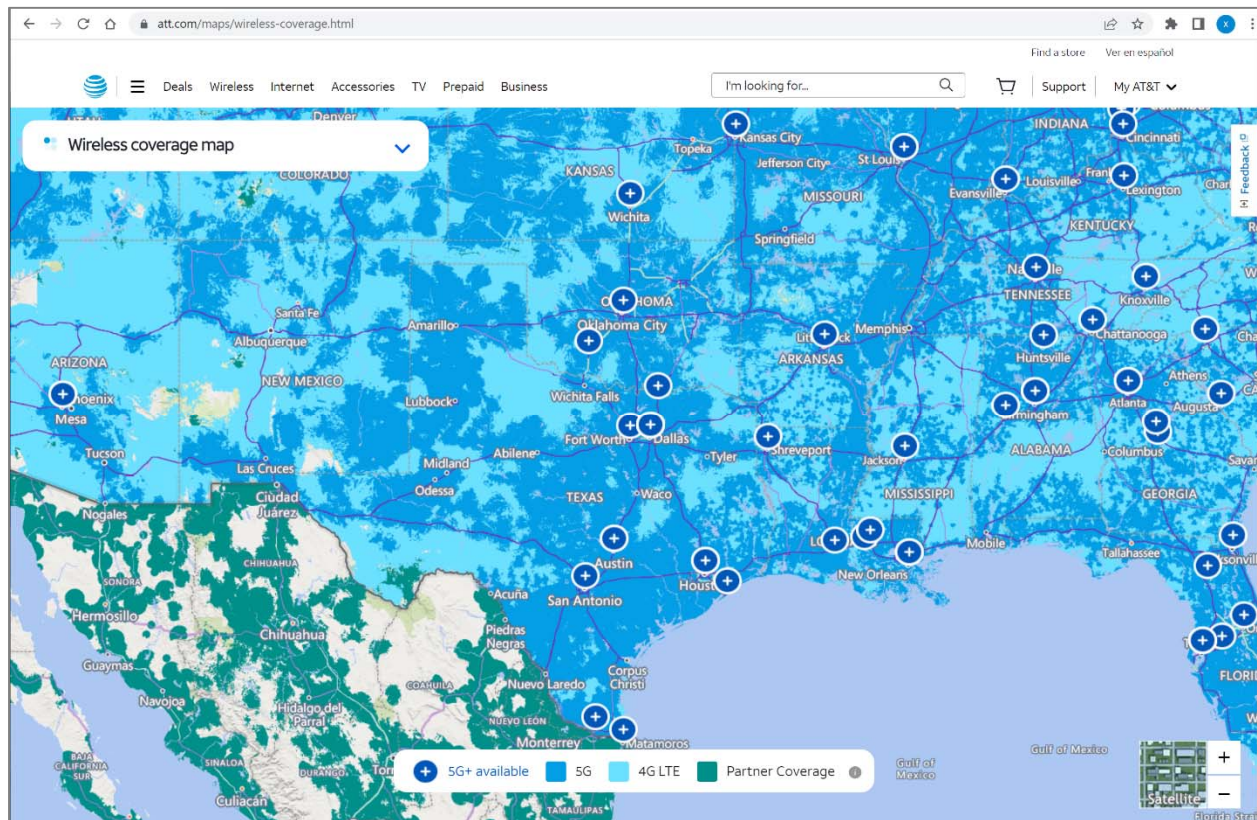 att.com/maps/wireless-coverage.html
X
Find a store Ver en español
Deals Wireless Internet Accessories TV Prepaid Business I'm looking for... Support My AT&T
Wireless coverage map
[+] Feedback
Denver
Topeka
Kansas City
Jefferson City
St Louis
INDIANA
Cincinnati
COLORADO
KANSAS
MISSOURI
Evansville
Louisville
Lexington
Wichita
Springfield
KENTUCKY
Santa Fe
Albuquerque
Amarillo
Oklahoma City
Memphis
TENNESSEE
Knoxville
Chattanooga
Huntsville
ARKANSAS
ARIZONA
Mesa
NEW MEXICO
Lubbock
Wichita Falls
Athens
Atlanta
Augusta
Tucson
Las Cruces
Midland
Odessa
Abilene
Fort Worth
Dallas
Tyler
Shreveport
Jackson
ALABAMA
Columbus
Nogales
Ciudad Juárez
TEXAS
Waco
MISSISSIPPI
GEORGIA
SONORA
CHIHUAHUA
Austin
Mobile
Tallahassee
New Orleans
Hermosillo
Chihuahua
Acuña
San Antonio
Piedras Negras
Guaymas
Navojoa
COAHUILA
Nuevo Laredo
Corpus Christi
Hidalgo del Parral
NUEVO LEÓN
Monterrey
Matamoros
BAJA CALIFORNIA SUR
SINALOA
DURANGO
Culiacán
TAMAULIPAS
Gulf of Mexico
Gulf of Mexico
5G+ available 5G 4G LTE Partner Coverage
Satellite
+
−